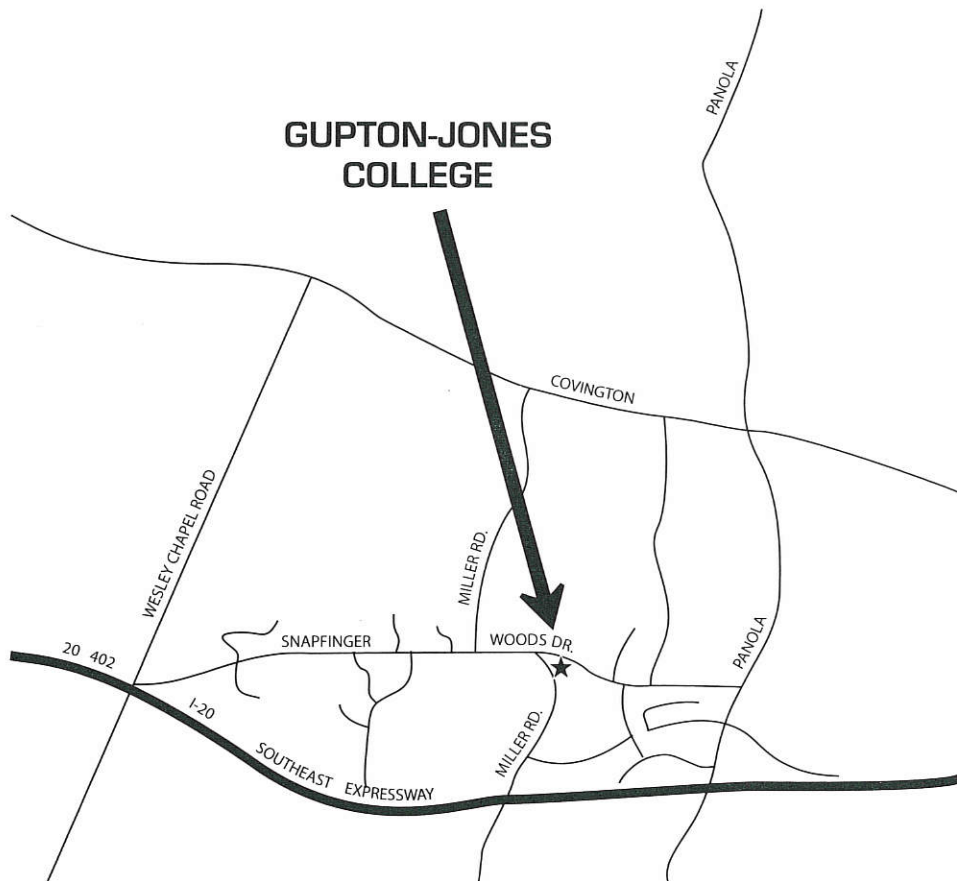 PANOLA
GUPTON-JONES
COLLEGE
COVINGTON
WESLEY CHAPEL ROAD
MILLER RD.
SNAPFINGER WOODS DR.
PANOLA
20 402
I-20
SOUTHEAST EXPRESSWAY
MILLER RD.
PANOLA